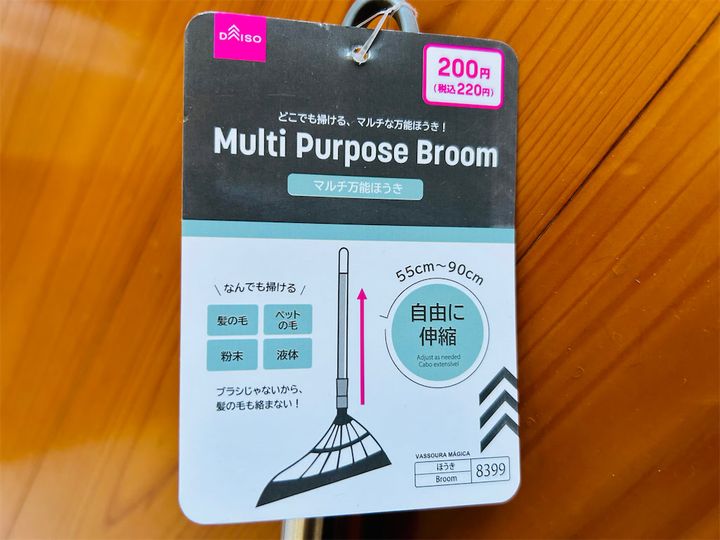 DAISO
200円
(税込220円)
どこでも掃ける、マルチな万能ほうき！
Multi Purpose Broom
マルチ万能ほうき
なんでも掃ける
髪の毛
ペット
の毛
粉末
液体
ブラシじゃないから、
髪の毛も絡まない！
55cm～90cm
自由に
伸縮
Adjust as needed
Cabo extensível
VASSOURA MÁGICA
ほうき
Broom
8399